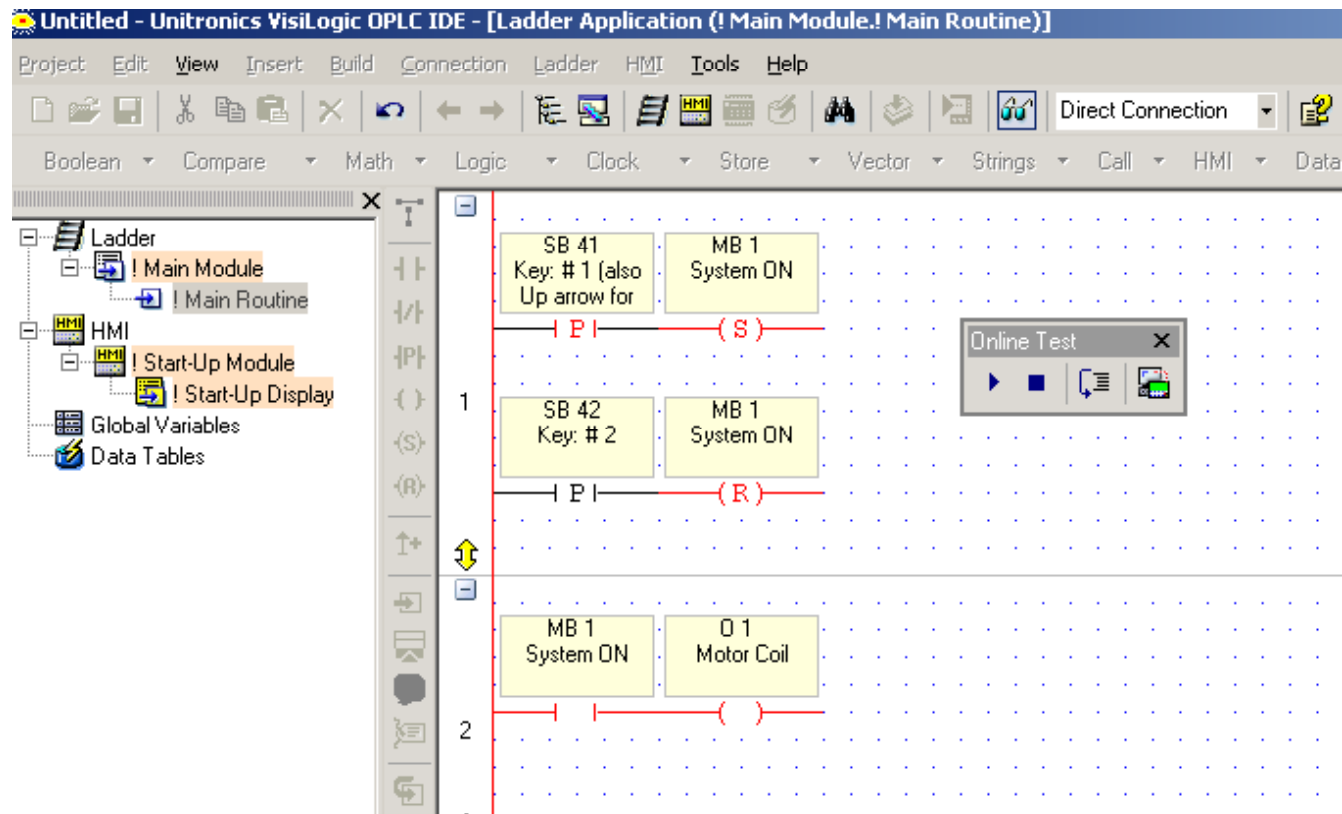 Untitled - Unitronics VisiLogic OPLC IDE - [Ladder Application (! Main Module.! Main Routine)]
Project Edit View Insert Build Connection Ladder HMI Tools Help
HMI Direct Connection
Boolean Compare Math Logic Clock Store Vector Strings Call HMI Data
Ladder
! Main Module
! Main Routine
HMI HMI
HMI ! Start-Up Module
! Start-Up Display
Global Variables
Data Tables
P
( )
(S)
(R)
1
SB 41
Key: # 1 (also
Up arrow for
MB 1
System ON
P
( S )
SB 42
Key: # 2
MB 1
System ON
P
( R )
Online Test
2
MB 1
System ON
O 1
Motor Coil
( )